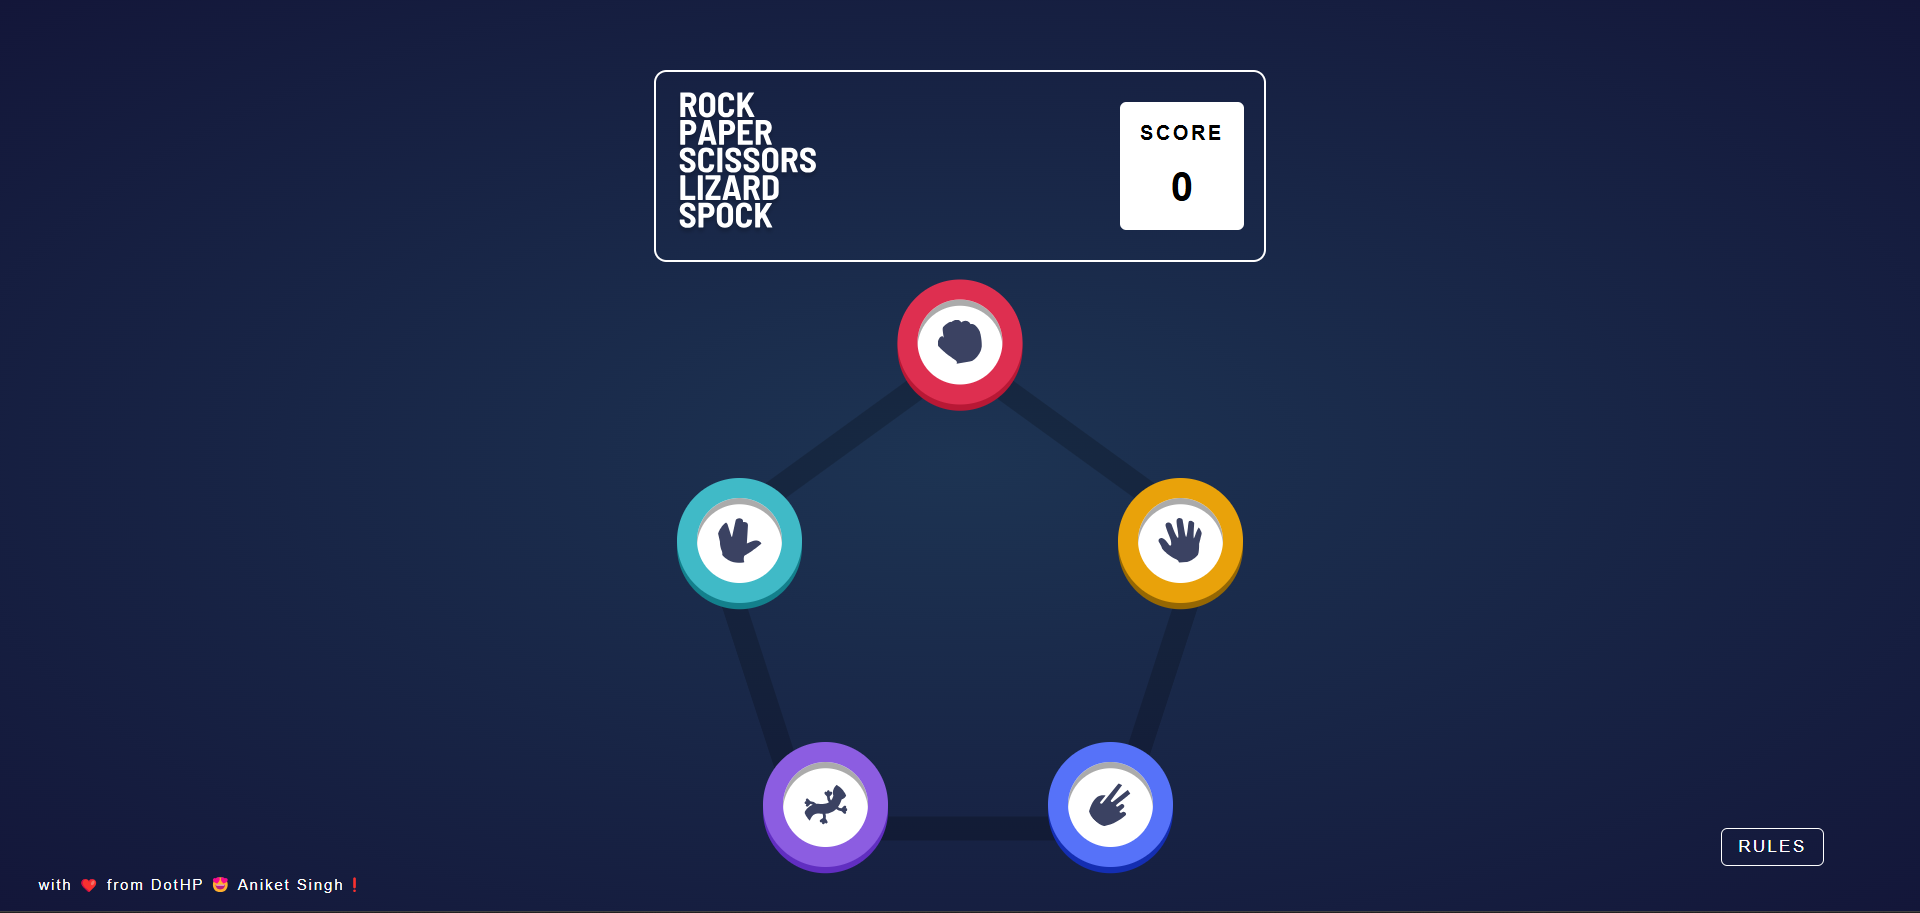 ROCK
PAPER
SCISSORS
LIZARD
SPOCK
SCORE
0
RULES
with ❤️ from DotHP 😍 Aniket Singh❗